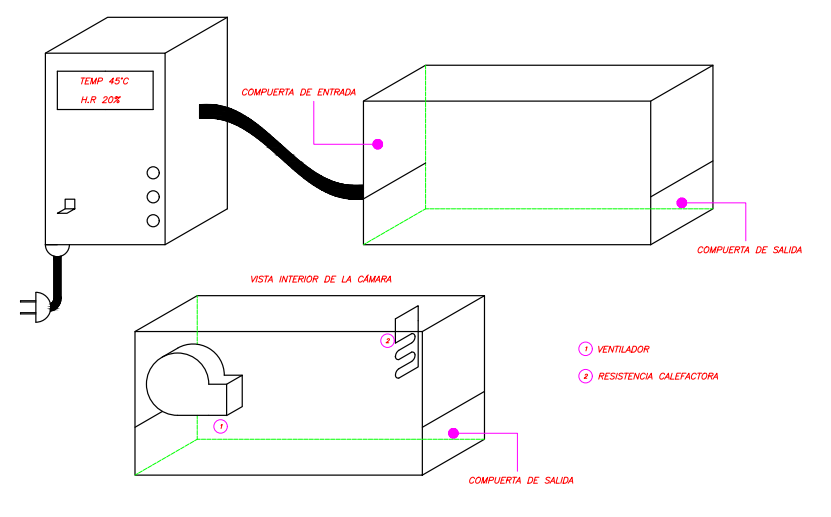 TEMP 45°C
H.R 20%
COMPUERTA DE ENTRADA
COMPUERTA DE SALIDA
VISTA INTERIOR DE LA CÁMARA
2
1
1 VENTILADOR
2 RESISTENCIA CALEFACTORA
COMPUERTA DE SALIDA